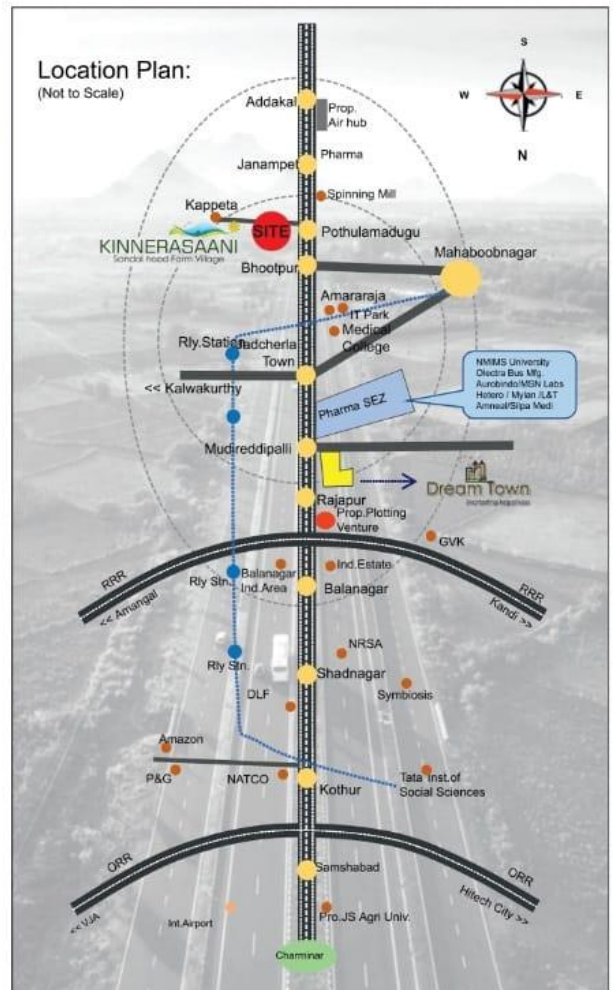 Location Plan:
(Not to Scale)
S
W
E
N
Addakal
Prop.
Air hub
Janampet
Pharma
Spinning Mill
Kappeta
SITE
Pothulamadugu
KINNERASAANI
Sandal hood Farm Village
Bhootpur
Mahaboobnagar
Amararaja
IT Park
Medical
College
Rly.Station
Jadcherla
Town
<< Kalwakurthy
Pharma SEZ
NMIMS University
Olectra Bus Mfg.
Aurobindo/MSN Labs
Hetero / Mylan /L&T
Amneal/Silpa Medi
Mudireddipalli
Dream Town
Rajapur
Prop.Plotting
Venture
GVK
RRR
<< Amangal
Rly Stn.
Balanagar
Ind.Area
Ind.Estate
Balanagar
RRR
Kandi >>
NRSA
Rly Stn.
Shadnagar
Symbiosis
DLF
Amazon
P&G
NATCO
Kothur
Tata Inst.of
Social Sciences
ORR
<< VJA
Samshabad
ORR
Hitech City >>
Int.Airport
Pro.JS Agri Univ.
Charminar